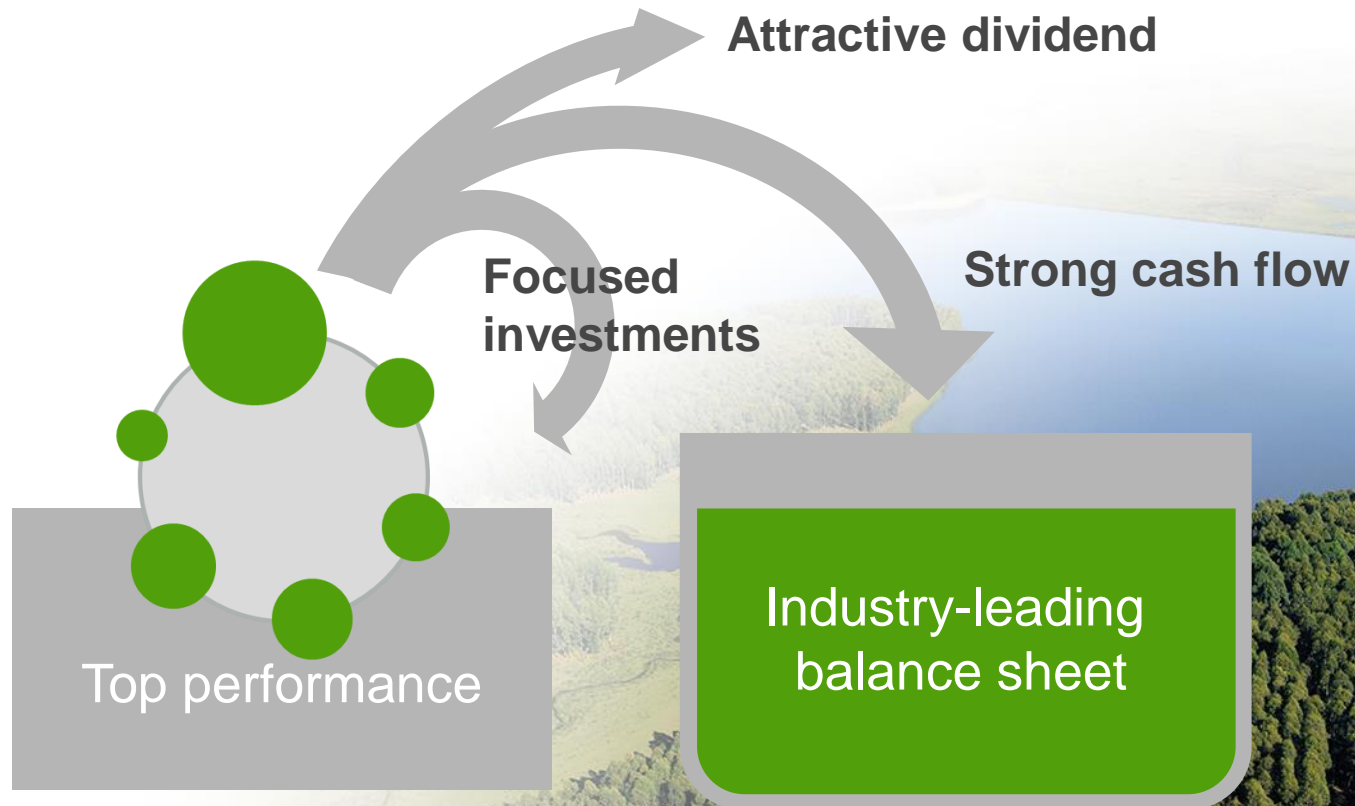 Attractive dividend
Strong cash flow
Focused
investments
Top performance
Industry-leading
balance sheet